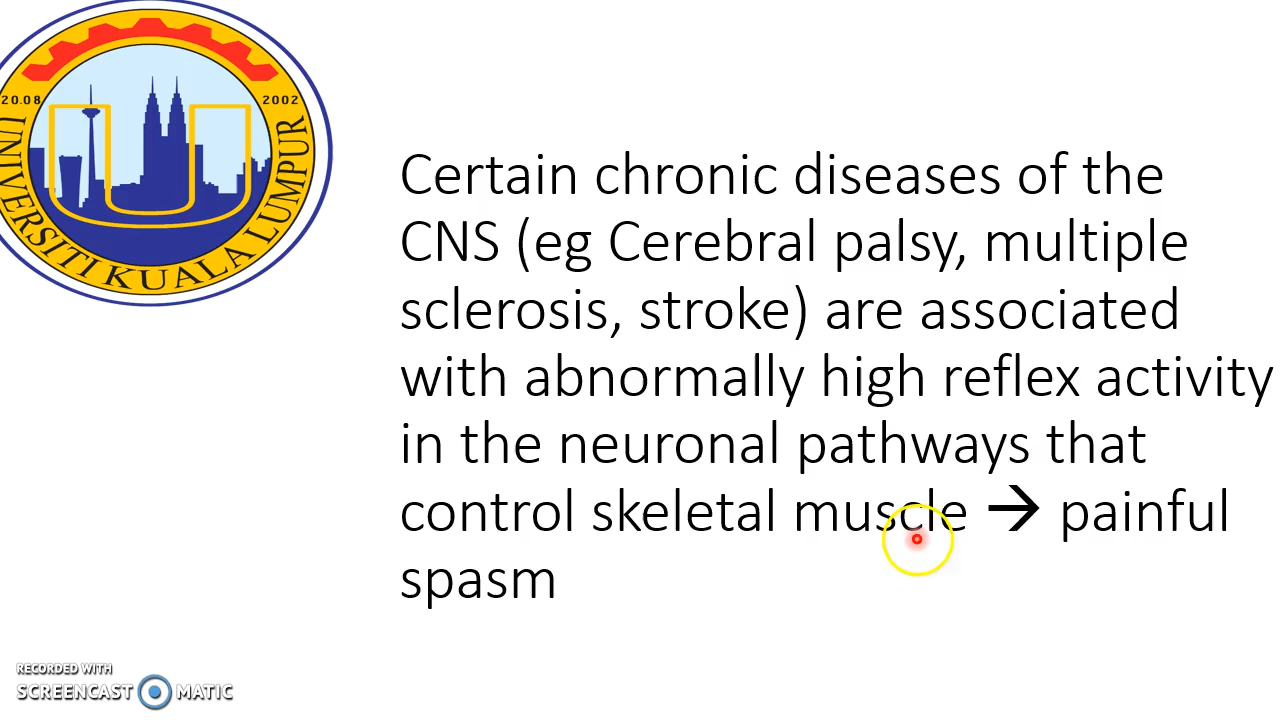 20.08
2002
UNIVERSITI KUALA LUMPUR
Certain chronic diseases of the
CNS (eg Cerebral palsy, multiple
sclerosis, stroke) are associated
with abnormally high reflex activity
in the neuronal pathways that
control skeletal muscle → painful
spasm
RECORDED WITH
SCREENCAST MATIC